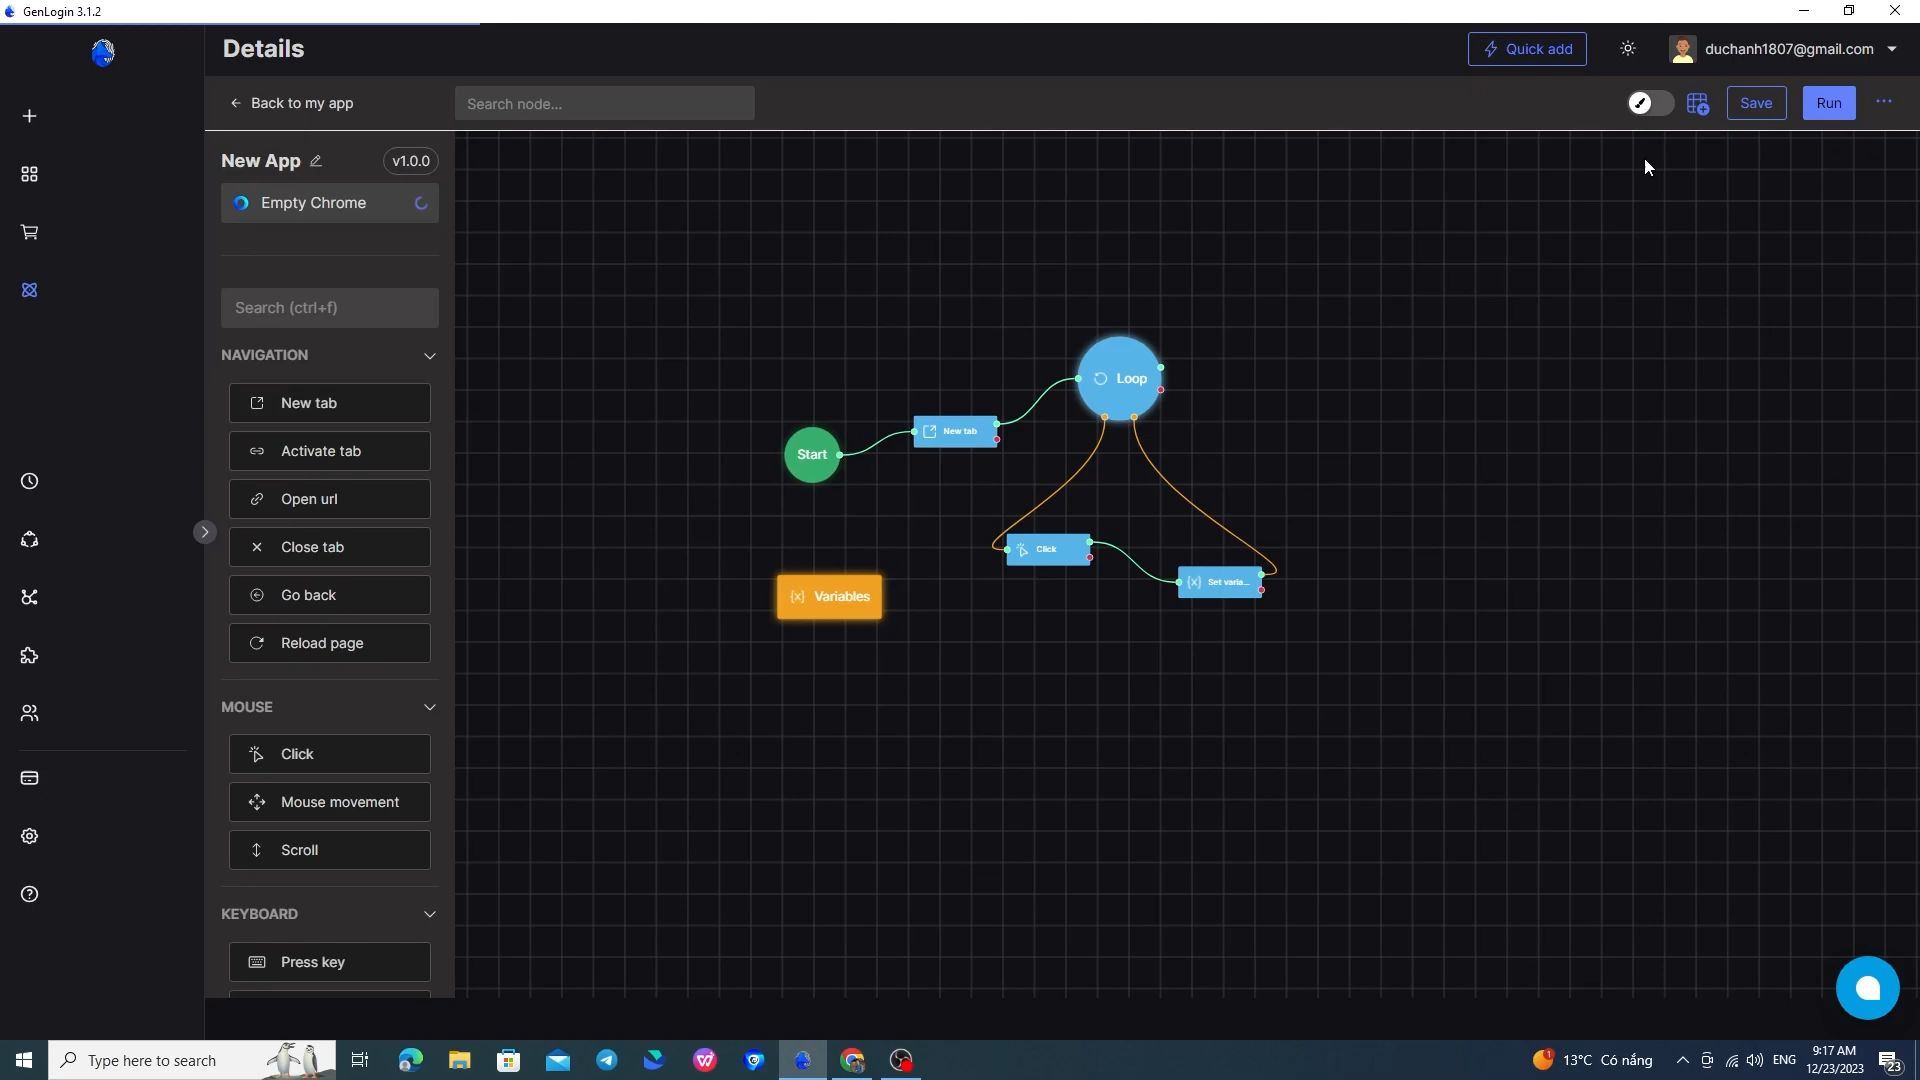 GenLogin 3.1.2
Details
Quick add
duchanh1807@gmail.com
Back to my app
Search node...
Save
Run
New App
v1.0.0
Empty Chrome
Search (ctrl+f)
NAVIGATION
New tab
Activate tab
Open url
Close tab
Go back
Reload page
MOUSE
Click
Mouse movement
Scroll
KEYBOARD
Press key
Loop
New tab
Start
Click
{x} Set varia...
{x} Variables
Type here to search
1
13°C Có nắng
ENG
9:17 AM
12/23/2023
23